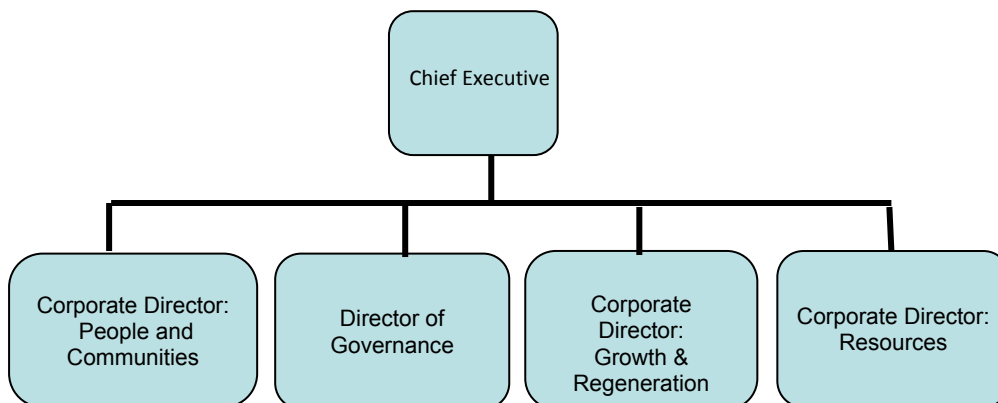 Chief Executive
Corporate Director:
People and
Communities
Director of
Governance
Corporate
Director:
Growth &
Regeneration
Corporate Director:
Resources